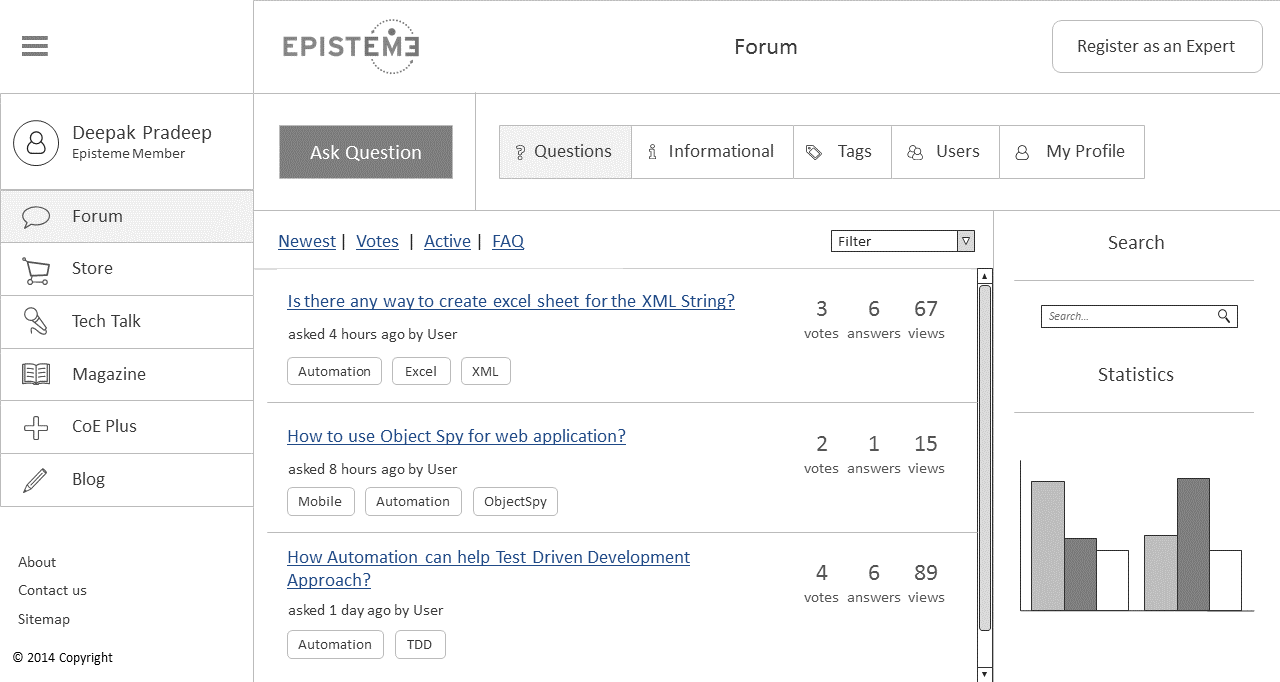 EPISTEME
Forum
Register as an Expert
Deepak Pradeep
Episteme Member
Forum
Store
Tech Talk
Magazine
CoE Plus
Blog
About
Contact us
Sitemap
© 2014 Copyright
Ask Question
Questions
Informational
Tags
Users
My Profile
Newest | Votes | Active | FAQ
Filter
Is there any way to create excel sheet for the XML String?
asked 4 hours ago by User
Automation Excel XML
3 6 67
votes answers views
How to use Object Spy for web application?
asked 8 hours ago by User
Mobile Automation ObjectSpy
2 1 15
votes answers views
How Automation can help Test Driven Development
Approach?
asked 1 day ago by User
Automation TDD
4 6 89
votes answers views
Search
Search...
Statistics